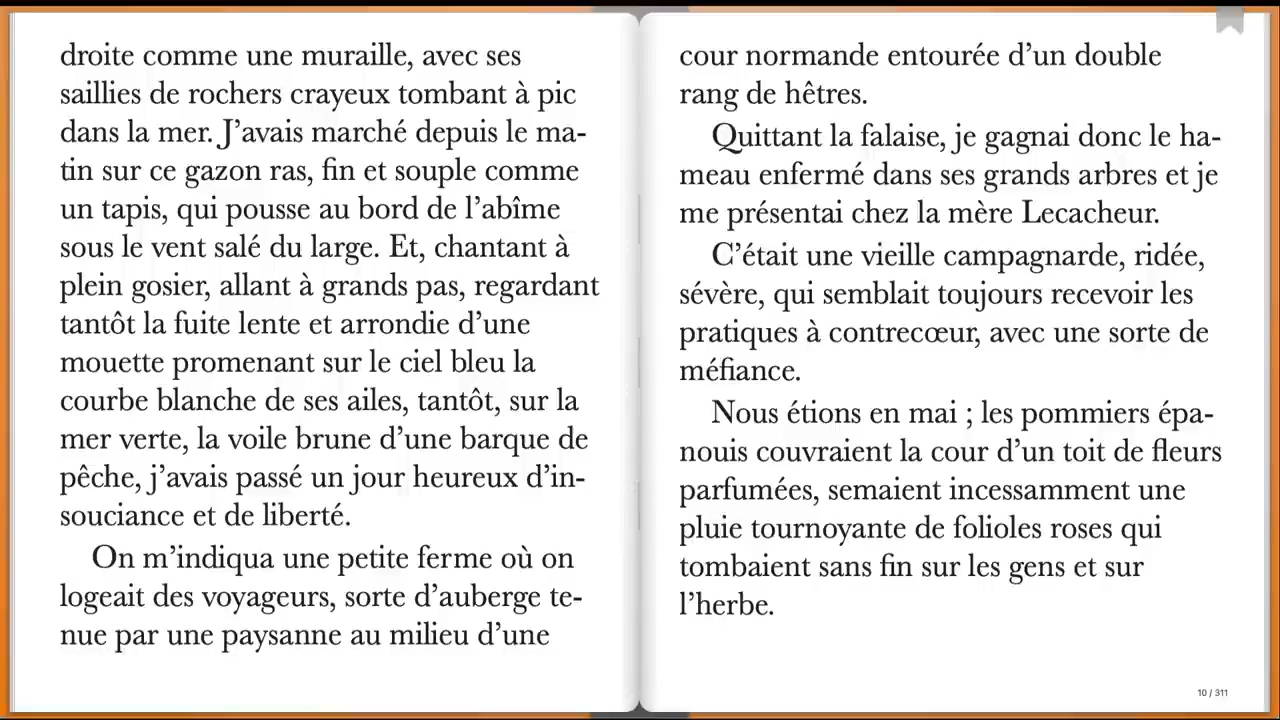 droite comme une muraille, avec ses
saillies de rochers crayeux tombant à pic
dans la mer. J’avais marché depuis le ma-
tin sur ce gazon ras, fin et souple comme
un tapis, qui pousse au bord de l’abîme
sous le vent salé du large. Et, chantant à
plein gosier, allant à grands pas, regardant
tantôt la fuite lente et arrondie d’une
mouette promenant sur le ciel bleu la
courbe blanche de ses ailes, tantôt, sur la
mer verte, la voile brune d’une barque de
pêche, j’avais passé un jour heureux d’in-
souciance et de liberté.
On m’indiqua une petite ferme où on
logeait des voyageurs, sorte d’auberge te-
nue par une paysanne au milieu d’une
cour normande entourée d’un double
rang de hêtres.
Quittant la falaise, je gagnai donc le ha-
meau enfermé dans ses grands arbres et je
me présentai chez la mère Lecacheur.
C’était une vieille campagnarde, ridée,
sévère, qui semblait toujours recevoir les
pratiques à contrecœur, avec une sorte de
méfiance.
Nous étions en mai ; les pommiers épa-
nouis couvraient la cour d’un toit de fleurs
parfumées, semaient incessamment une
pluie tournoyante de folioles roses qui
tombaient sans fin sur les gens et sur
l’herbe.
10 / 311